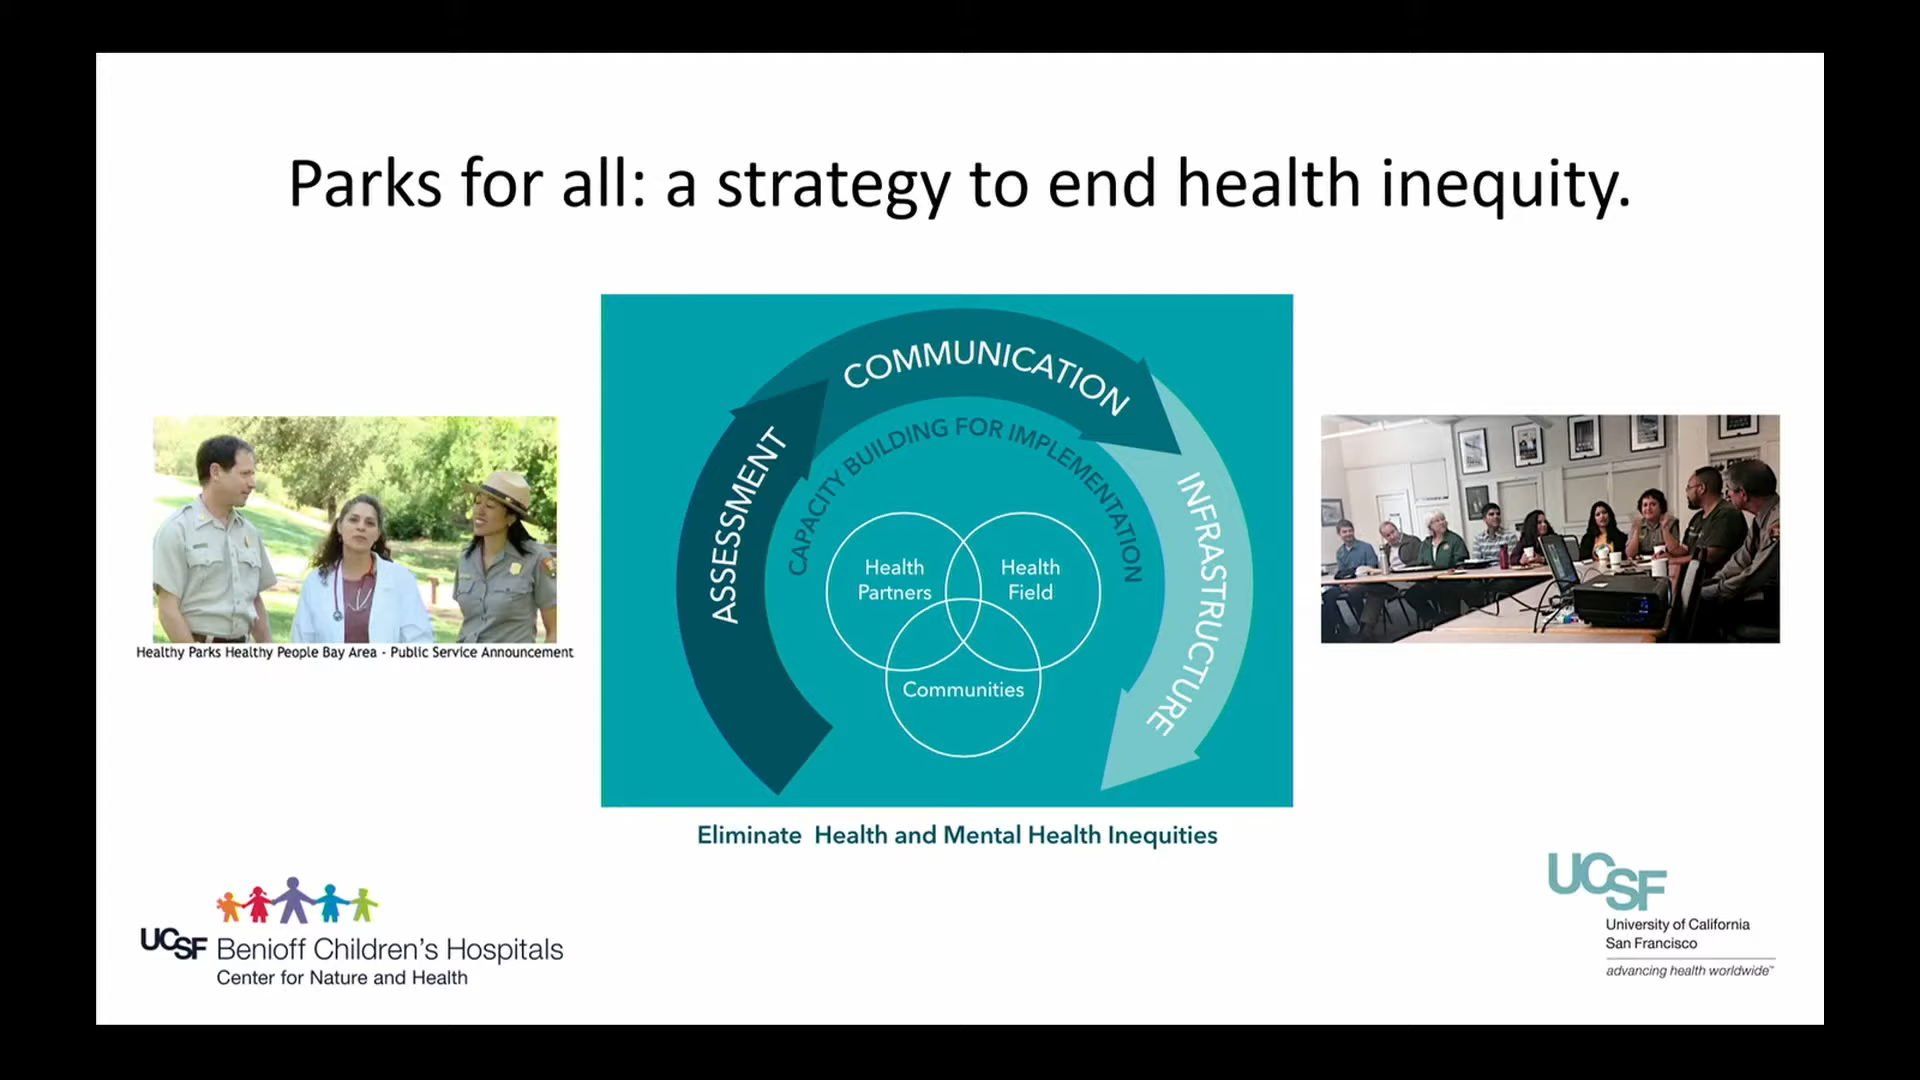 Parks for all: a strategy to end health inequity.
COMMUNICATION
ASSESSMENT
CAPACITY BUILDING FOR IMPLEMENTATION
INFRASTRUCTURE
Health
Partners
Health
Field
Communities
Healthy Parks Healthy People Bay Area - Public Service Announcement
Eliminate Health and Mental Health Inequities
UCSF Benioff Children's Hospitals
Center for Nature and Health
UCSF
University of California
San Francisco
advancing health worldwide™